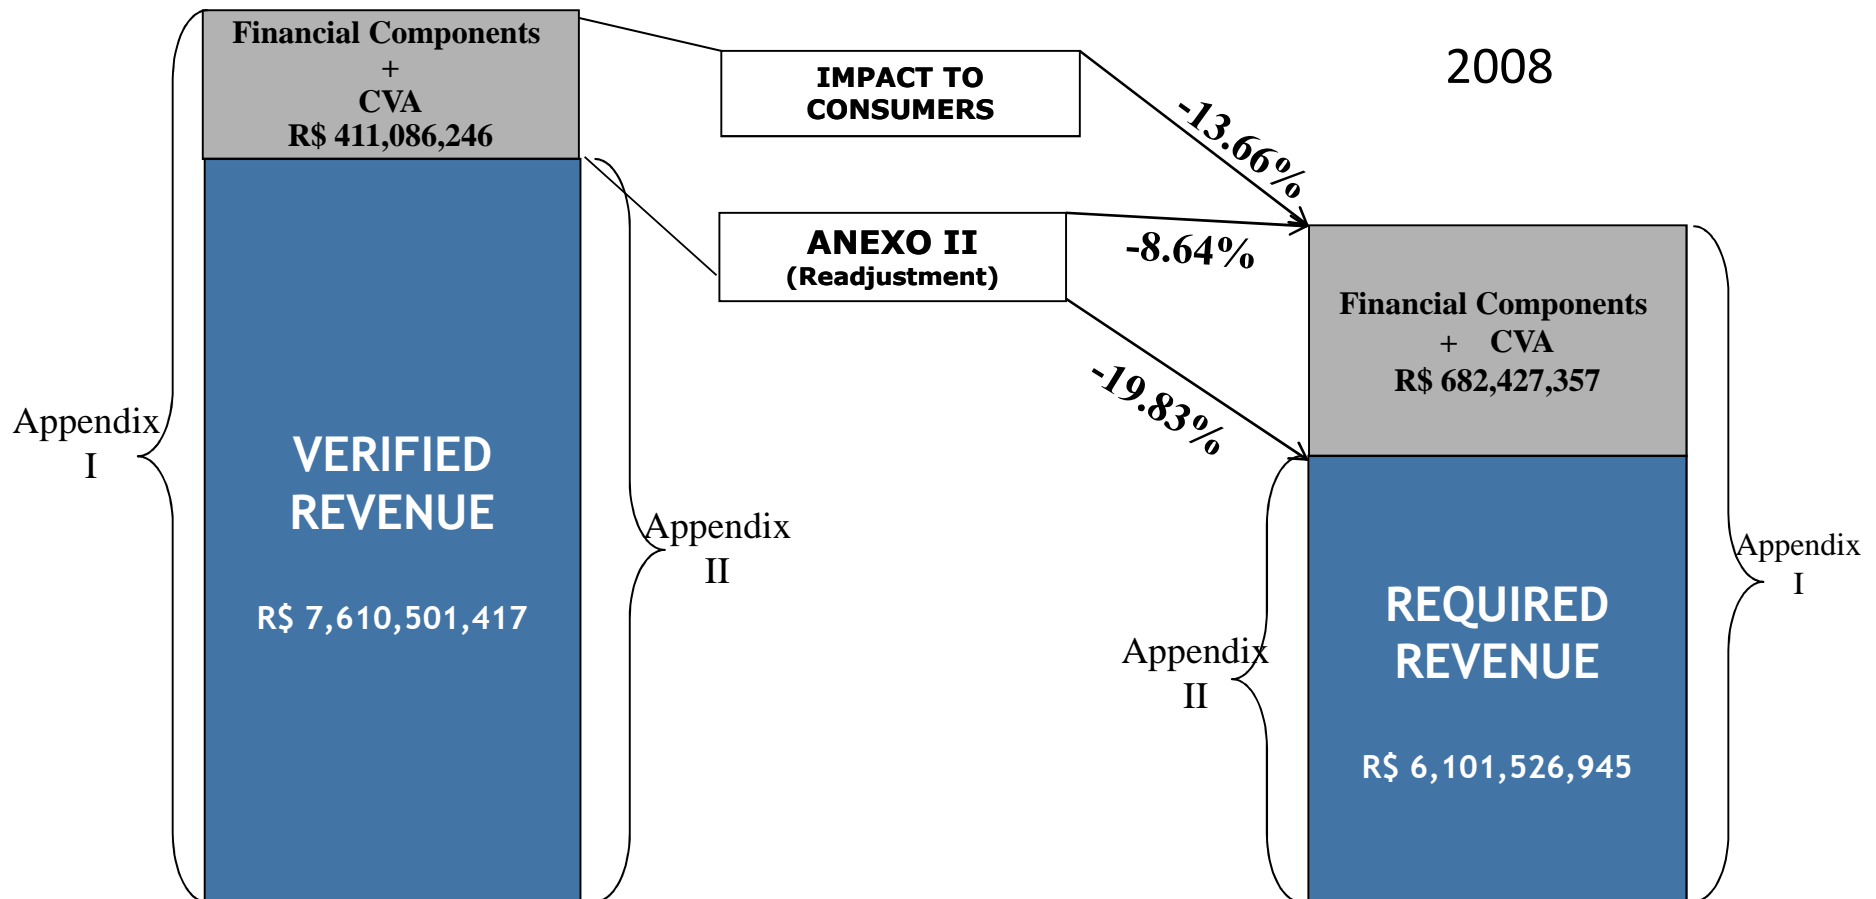 Financial Components
+
CVA
R$ 411,086,246
IMPACT TO
CONSUMERS
2008
-13.66%
ANEXO II
(Readjustment)
-8.64%
-19.83%
Financial Components
+ CVA
R$ 682,427,357
Appendix
I
VERIFIED
REVENUE
R$ 7,610,501,417
Appendix
II
Appendix
II
REQUIRED
REVENUE
R$ 6,101,526,945
Appendix
I